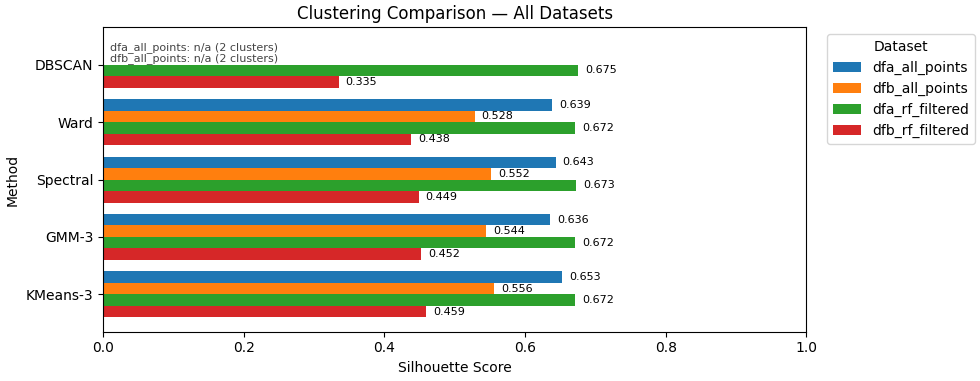 Clustering Comparison — All Datasets
dfa_all_points: n/a (2 clusters)
dfb_all_points: n/a (2 clusters)
DBSCAN
0.675
0.335
Ward
0.639
0.528
0.672
0.438
Spectral
0.643
0.552
0.673
0.449
GMM-3
0.636
0.544
0.672
0.452
KMeans-3
0.653
0.556
0.672
0.459
Method
0.0 0.2 0.4 0.6 0.8 1.0
Silhouette Score
Dataset
dfa_all_points
dfb_all_points
dfa_rf_filtered
dfb_rf_filtered